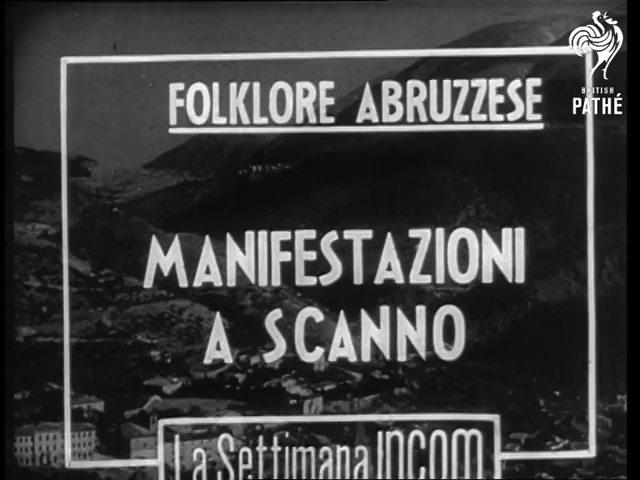 BRITISH
PATHÉ
FOLKLORE ABRUZZESE
MANIFESTAZIONI
A SCANNO
La Settimana INCOM